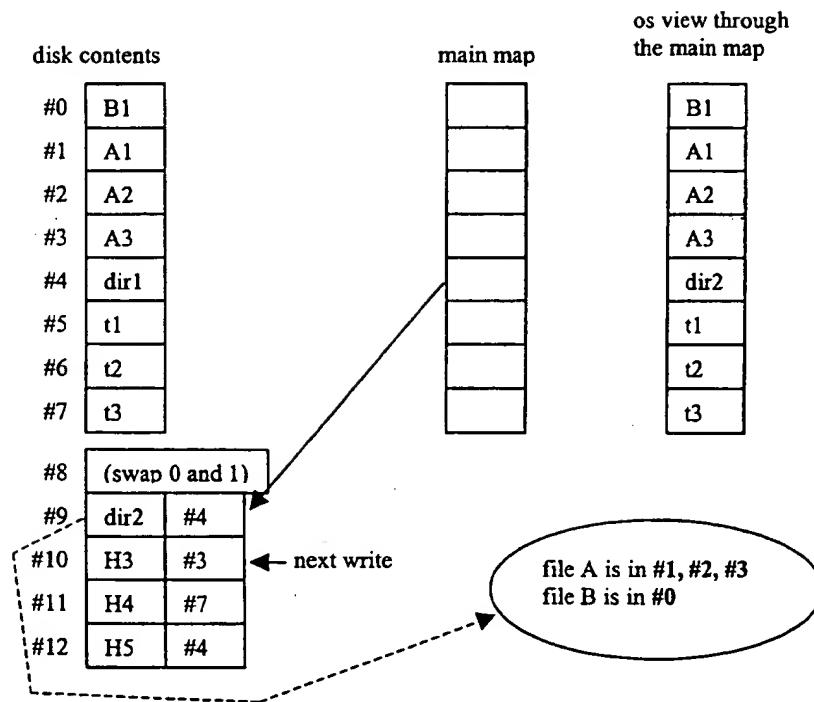 os view through
the main map
disk contents
main map
#0 B1 B1
#1 A1 A1
#2 A2 A2
#3 A3 A3
#4 dir1 dir2
#5 t1 t1
#6 t2 t2
#7 t3 t3
#8 (swap 0 and 1)
#9 dir2 #4
#10 H3 #3 next write
#11 H4 #7
#12 H5 #4
file A is in #1, #2, #3
file B is in #0